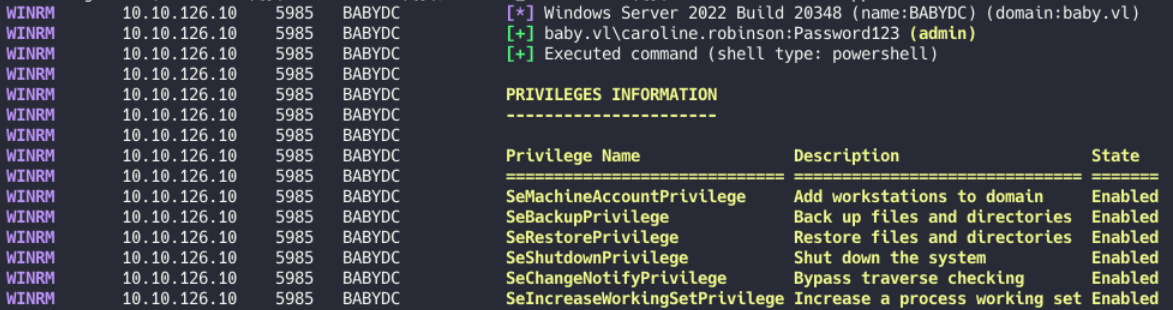 WINRM 10.10.126.10 5985 BABYDC [*] Windows Server 2022 Build 20348 (name:BABYDC) (domain:baby.vl)
WINRM 10.10.126.10 5985 BABYDC [+] baby.vl\caroline.robinson:Password123 (admin)
WINRM 10.10.126.10 5985 BABYDC [+] Executed command (shell type: powershell)
WINRM 10.10.126.10 5985 BABYDC
WINRM 10.10.126.10 5985 BABYDC PRIVILEGES INFORMATION
WINRM 10.10.126.10 5985 BABYDC ----------------------
WINRM 10.10.126.10 5985 BABYDC
WINRM 10.10.126.10 5985 BABYDC Privilege Name Description State
WINRM 10.10.126.10 5985 BABYDC ============================= ============================== =======
WINRM 10.10.126.10 5985 BABYDC SeMachineAccountPrivilege Add workstations to domain Enabled
WINRM 10.10.126.10 5985 BABYDC SeBackupPrivilege Back up files and directories Enabled
WINRM 10.10.126.10 5985 BABYDC SeRestorePrivilege Restore files and directories Enabled
WINRM 10.10.126.10 5985 BABYDC SeShutdownPrivilege Shut down the system Enabled
WINRM 10.10.126.10 5985 BABYDC SeChangeNotifyPrivilege Bypass traverse checking Enabled
WINRM 10.10.126.10 5985 BABYDC SeIncreaseWorkingSetPrivilege Increase a process working set Enabled